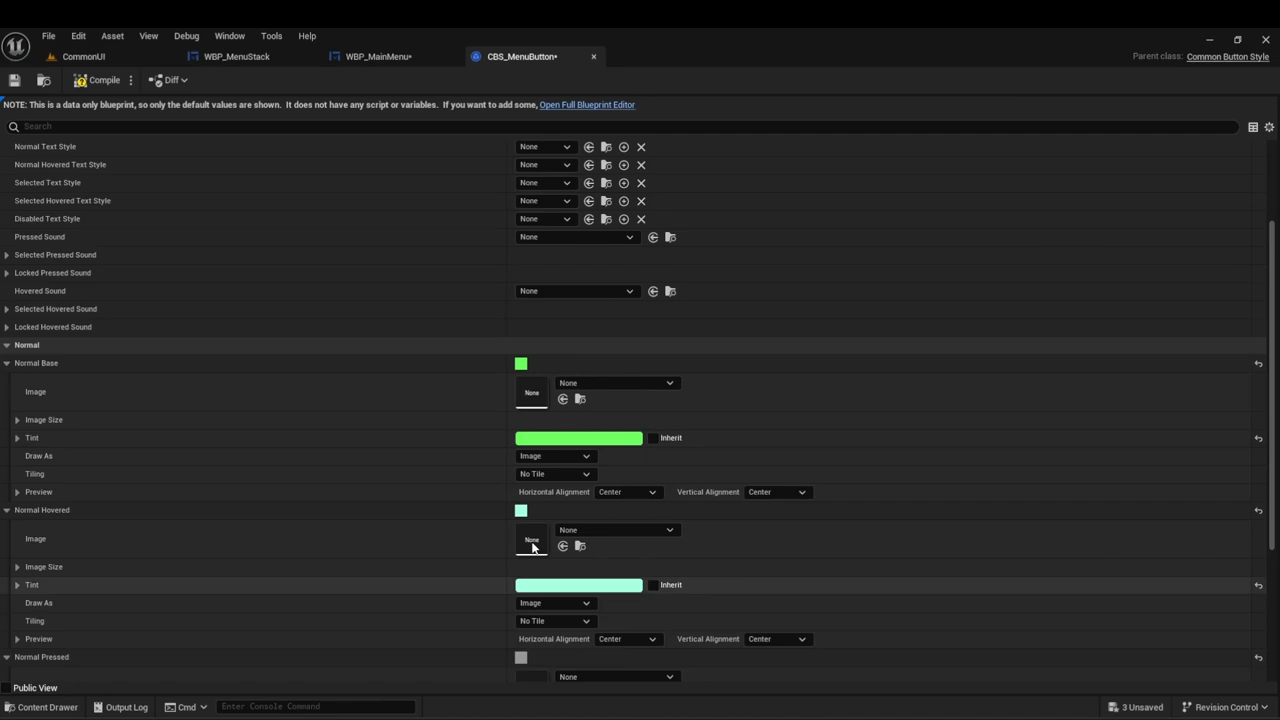 File Edit Asset View Window Tools Help
CommonUI WBP_MenuStack WBP_MainMenu* CBS_MenuButton* Parent class: Common Button Style
Compile Diff
NOTE: This is a data only blueprint, so only the default values are shown. It does not have any script or variables. If you want to add some, Open Full Blueprint Editor
Search
Normal Text Style None
Normal Hovered Text Style None
Selected Text Style None
Selected Hovered Text Style None
Disabled Text Style None
Pressed Sound None
Selected Pressed Sound
Locked Pressed Sound
Hovered Sound None
Selected Hovered Sound
Locked Hovered Sound
Normal
Normal Base
Image None None
Image Size
Tint Inherit
Draw As Image
Tiling No Tile
Preview Horizontal Alignment Center Vertical Alignment Center
Normal Hovered
Image None None
Image Size
Tint Inherit
Draw As Image
Tiling No Tile
Preview Horizontal Alignment Center Vertical Alignment Center
Normal Pressed
None
Public View
Content Drawer Output Log Cmd Enter Console Command 3 Unsaved Revision Control